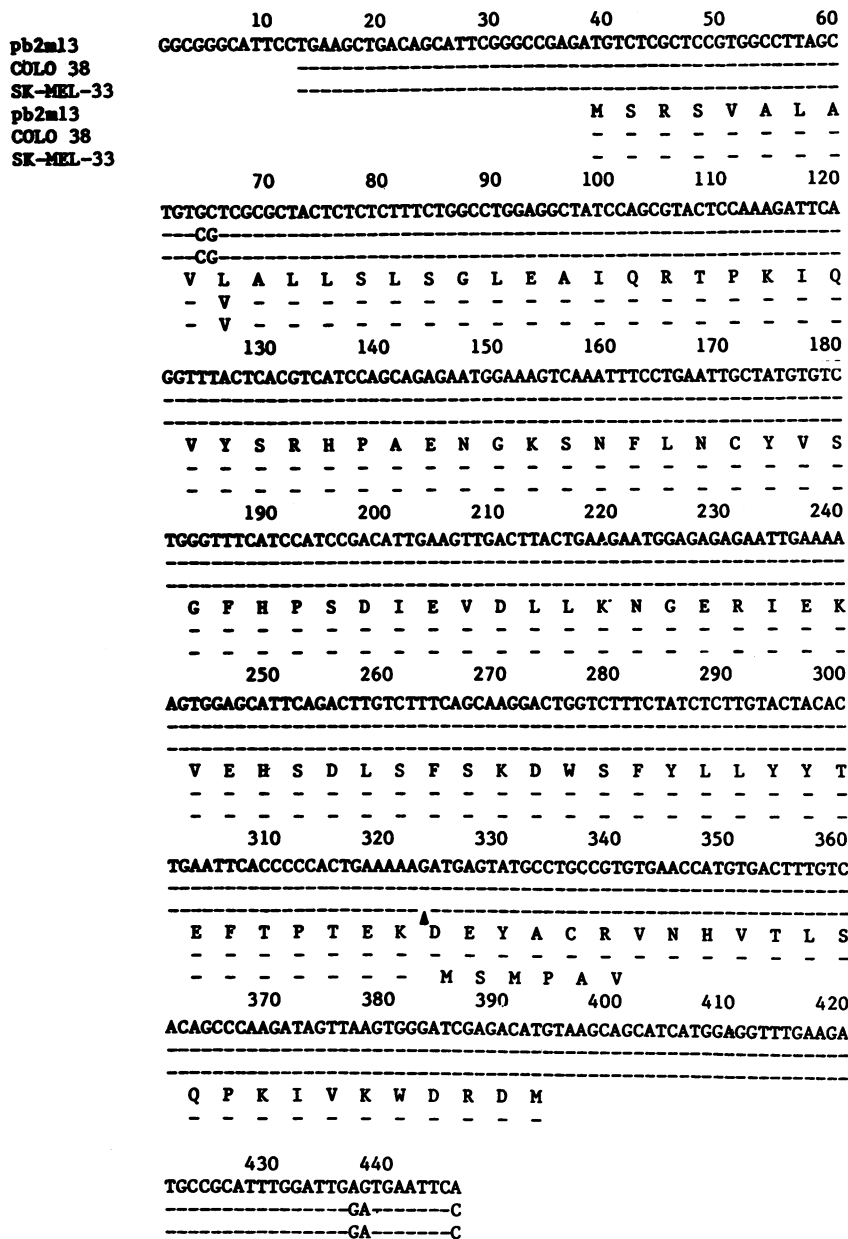 10 20 30 40 50 60
pb2ml3 GGCGGGCATTCCTGAAGCTGACAGCATTCGGGCCGAGATGTCTCGCTCCGTGGCCTTAGC
COLO 38 ------------------------------------------------
SK-MEL-33 ------------------------------------------------
pb2ml3 M S R S V A L A
COLO 38 - - - - - - - -
SK-MEL-33 - - - - - - - -
70 80 90 100 110 120
TGTGCTCGCGCTACTCTCTCTTTCTGGCCTGGAGGCTATCCAGCGTACTCCAAAGATTCA
---CG-------------------------------------------------------
---CG-------------------------------------------------------
V L A L L S L S G L E A I Q R T P K I Q
- V - - - - - - - - - - - - - - - - - -
- V - - - - - - - - - - - - - - - - - -
130 140 150 160 170 180
GGTTTACTCACGTCATCCAGCAGAGAATGGAAAGTCAAATTTCCTGAATTGCTATGTGTC
------------------------------------------------------------
------------------------------------------------------------
V Y S R H P A E N G K S N F L N C Y V S
- - - - - - - - - - - - - - - - - - - -
- - - - - - - - - - - - - - - - - - - -
190 200 210 220 230 240
TGGGTTTCATCCATCCGACATTGAAGTTGACTTACTGAAGAATGGAGAGAGAATTGAAAA
------------------------------------------------------------
------------------------------------------------------------
G F H P S D I E V D L L K N G E R I E K
- - - - - - - - - - - - - - - - - - - -
- - - - - - - - - - - - - - - - - - - -
250 260 270 280 290 300
AGTGGAGCATTCAGACTTGTCTTTCAGCAAGGACTGGTCTTTCTATCTCTTGTACTACAC
------------------------------------------------------------
------------------------------------------------------------
V E H S D L S F S K D W S F Y L L Y Y T
- - - - - - - - - - - - - - - - - - - -
- - - - - - - - - - - - - - - - - - - -
310 320 330 340 350 360
TGAATTCACCCCCACTGAAAAAGATGAGTATGCCTGCCGTGTGAACCATGTGACTTTGTC
------------------------------------------------------------
------------------------------------------------------------
E F T P T E K D E Y A C R V N H V T L S
- - - - - - - - - - - - - - - - - - - -
- - - - - - - M S M P A V
370 380 390 400 410 420
ACAGCCCAAGATAGTTAAGTGGGATCGAGACATGTAAGCAGCATCATGGAGGTTTGAAGA
------------------------------------------------------------
------------------------------------------------------------
Q P K I V K W D R D M
- - - - - - - - - - -
430 440
TGCCGCATTTGGATTGAGTGAATTCA
----------------GA-------C
----------------GA-------C